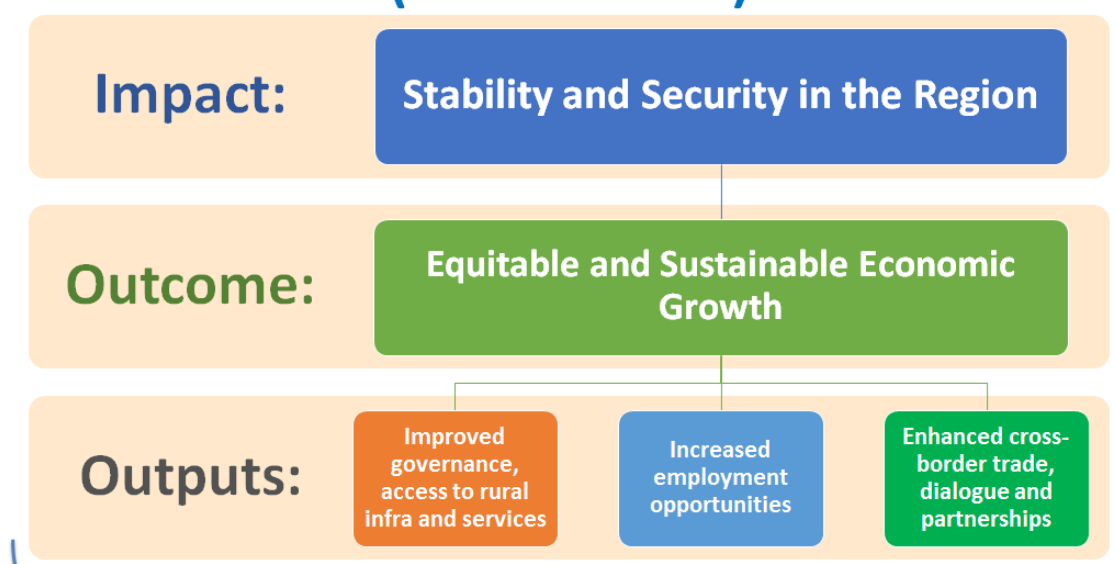 Impact:
Stability and Security in the Region
Outcome:
Equitable and Sustainable Economic
Growth
Outputs:
Improved
governance,
access to rural
infra and services
Increased
employment
opportunities
Enhanced cross-
border trade,
dialogue and
partnerships